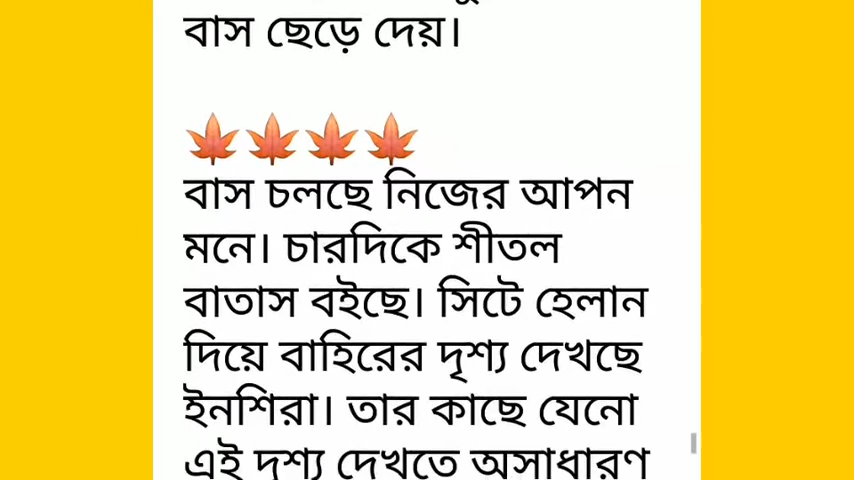 বাস ছেড়ে দেয়।
🍁🍁🍁🍁
বাস চলছে নিজের আপন
মনে। চারদিকে শীতল
বাতাস বইছে। সিটে হেলান
দিয়ে বাহিরের দৃশ্য দেখছে
ইনশিরা। তার কাছে যেনো
এই দৃশ্য দেখতে অসাধারণ